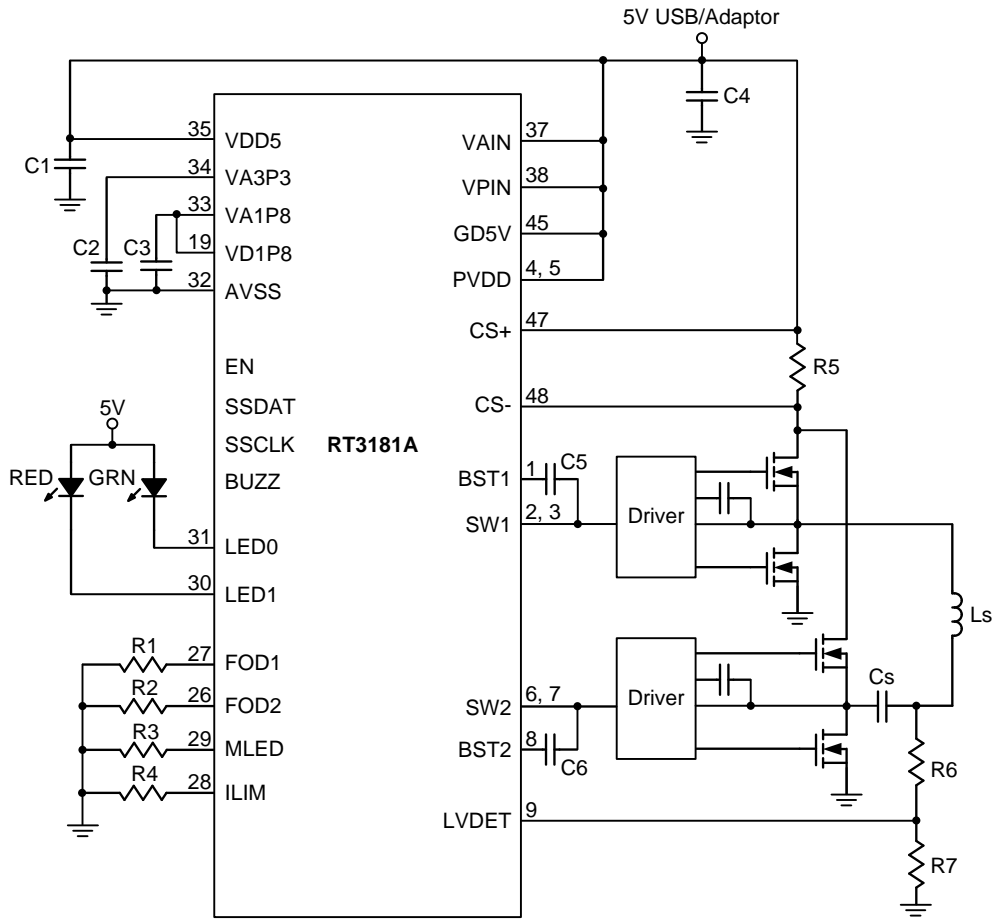 5V USB/Adaptor
C4
35 VDD5
VAIN 37
C1
34 VA3P3
VPIN 38
33 VA1P8
C2 C3
19 VD1P8
GD5V 45
32 AVSS
PVDD 4, 5
CS+ 47
R5
EN
SSDAT
CS- 48
5V
SSCLK
RT3181A
RED GRN
BUZZ
BST1 1 C5
SW1 2, 3
Driver
31 LED0
30 LED1
Ls
R1 27 FOD1
R2 26 FOD2
SW2 6, 7
Driver
Cs
R3 29 MLED
BST2 8
C6
R6
R4 28 ILIM
LVDET 9
R7